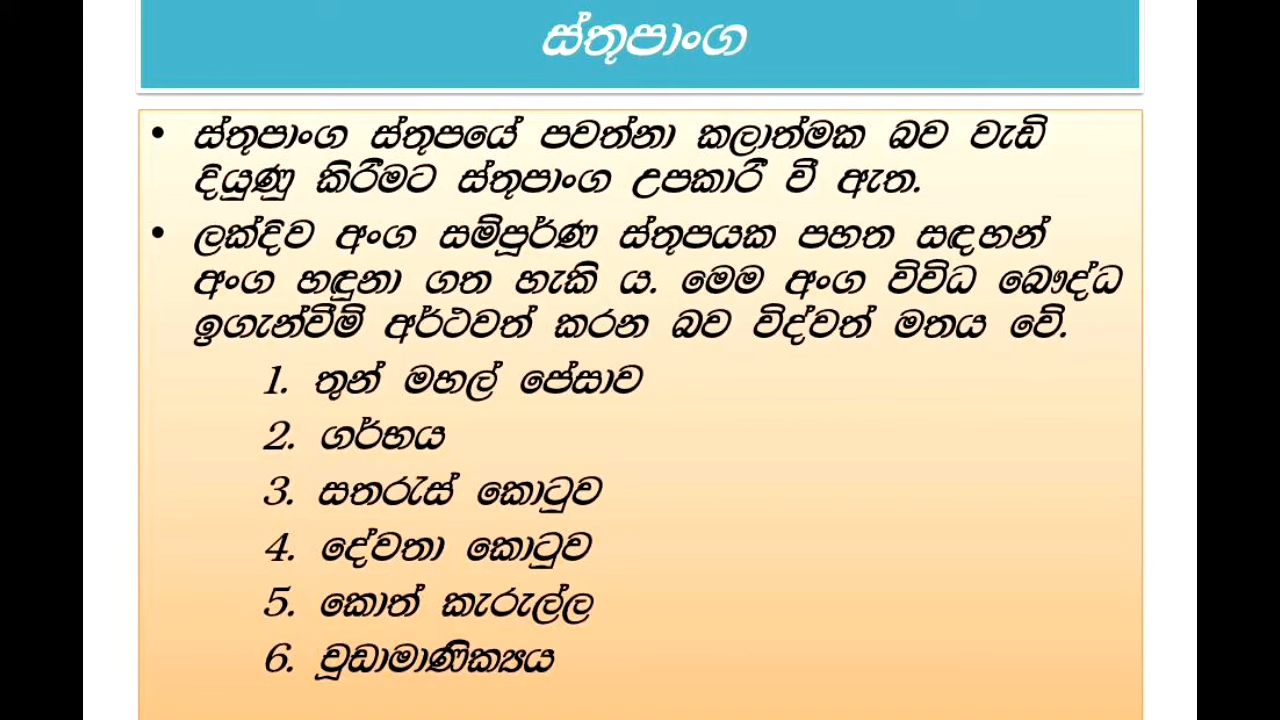 ස්තූපාංග
• ස්තූපාංග ස්තූපයේ පවත්නා කලාත්මක බව වැඩි
දියුණු කිරීමට ස්තූපාංග උපකාරී වී ඇත.
• ලක්දිව අංග සම්පූර්ණ ස්තූපයක පහත සඳහන්
අංග හඳුනා ගත හැකි ය. මෙම අංග විවිධ බෞද්ධ
ඉගැන්වීම් අර්ථවත් කරන බව විද්වත් මතය වේ.
1. තුන් මහල් පේසාව
2. ගර්භය
3. සතරැස් කොටුව
4. දේවතා කොටුව
5. කොත් කැරුල්ල
6. චූඩාමාණික්‍යය